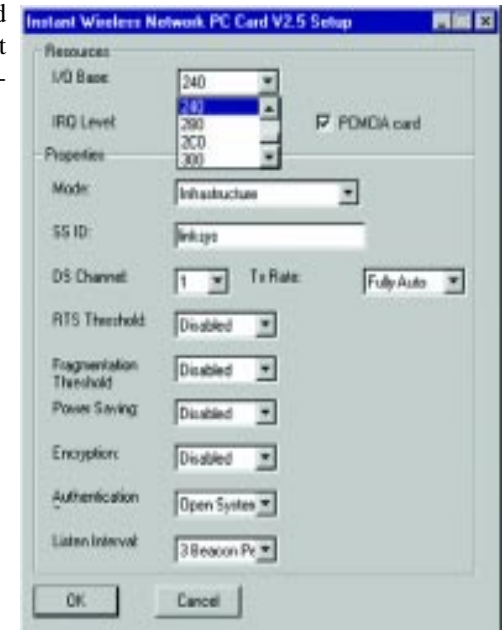 d
t
-
Instant Wireless Network PC Card V2.5 Setup
Resources
I/O Base: 240
240
280
2C0
300
IRQ Level: PCMCIA card
Properties
Mode: Infrastructure
SS ID: linksys
DS Channel: 1 Tx Rate: Fully Auto
RTS Threshold: Disabled
Fragmentation
Threshold Disabled
Power Saving: Disabled
Encryption: Disabled
Authentication Open System
Listen Interval: 3 Beacon Pe
OK Cancel